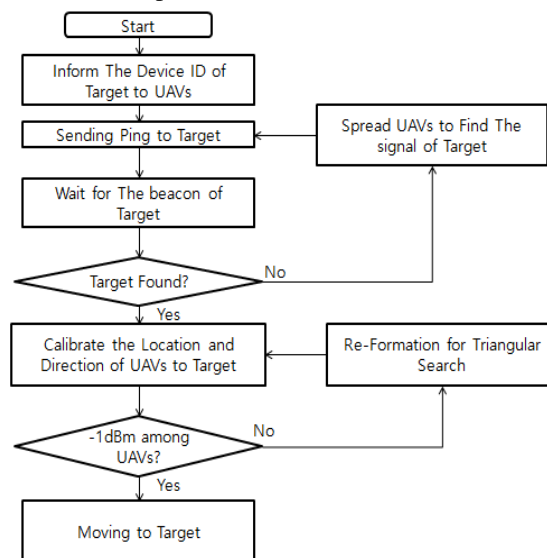 Start
Inform The Device ID of
Target to UAVs
Sending Ping to Target
Spread UAVs to Find The
signal of Target
Wait for The beacon of
Target
Target Found?
No
Yes
Calibrate the Location and
Direction of UAVs to Target
Re-Formation for Triangular
Search
-1dBm among
UAVs?
No
Yes
Moving to Target